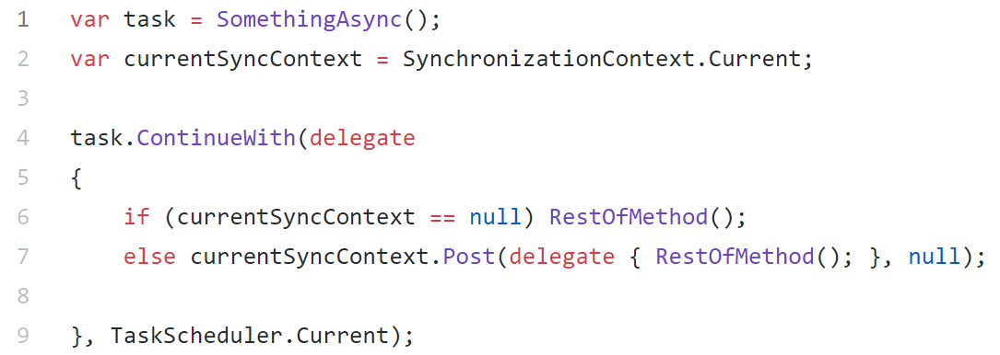 1 var task = SomethingAsync();
2 var currentSyncContext = SynchronizationContext.Current;
3
4 task.ContinueWith(delegate
5 {
6     if (currentSyncContext == null) RestOfMethod();
7     else currentSyncContext.Post(delegate { RestOfMethod(); }, null);
8
9 }, TaskScheduler.Current);